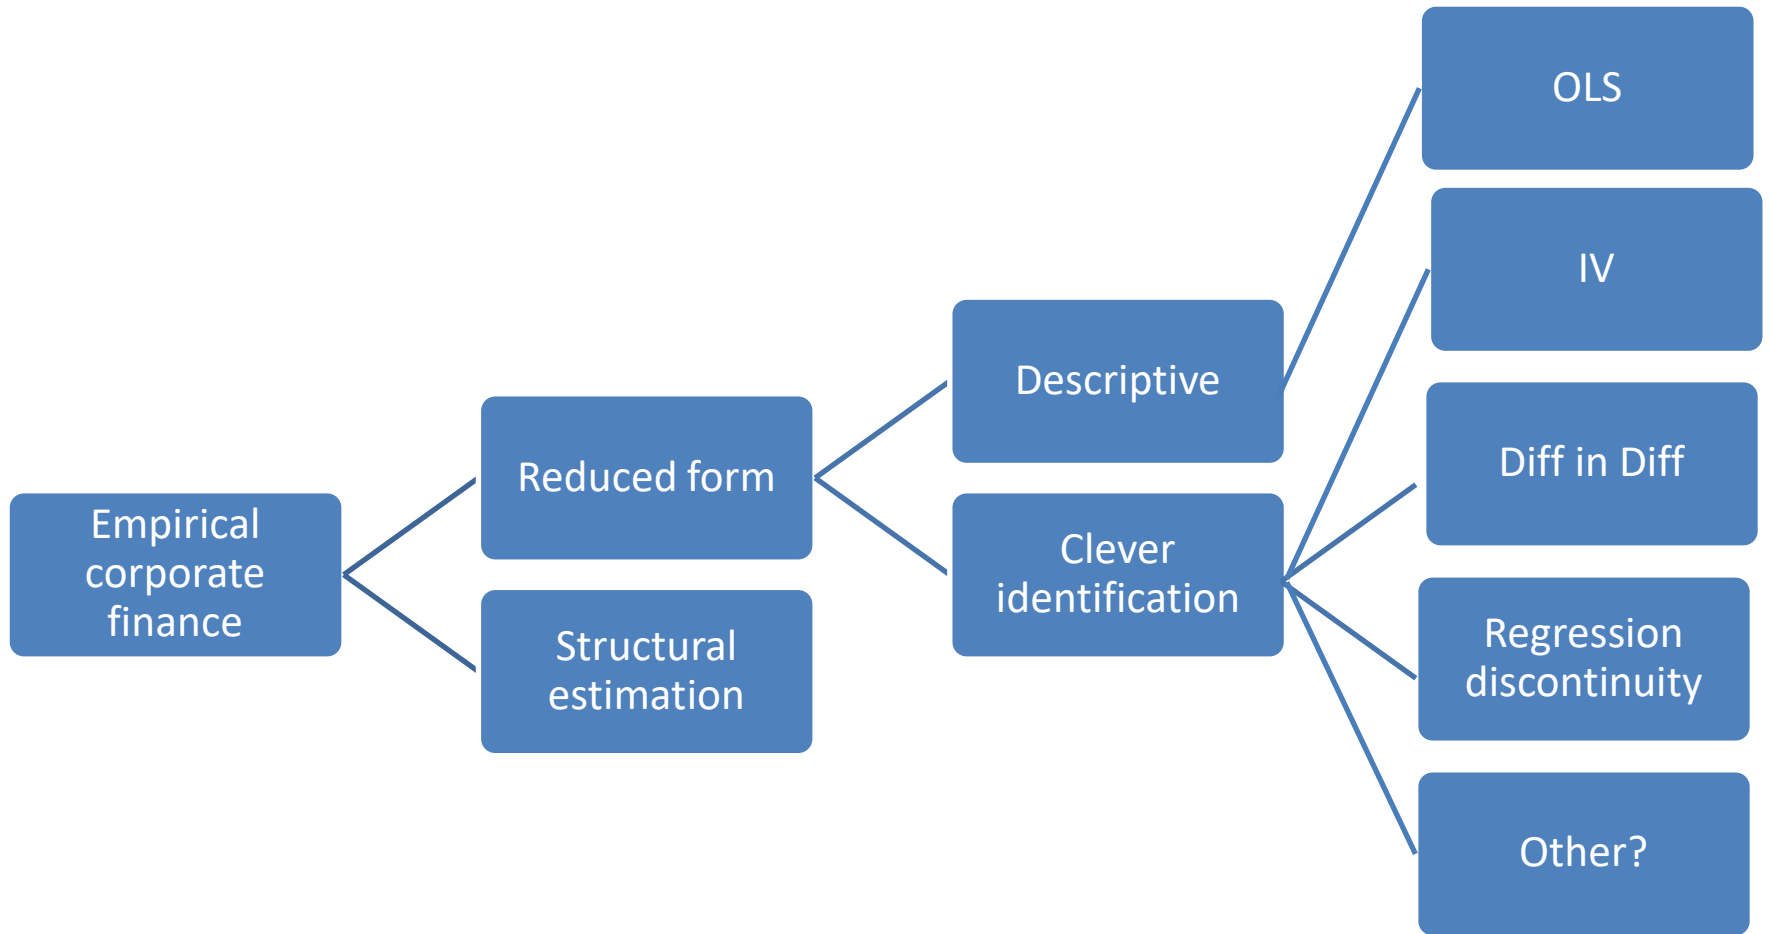 Empirical
corporate
finance
Reduced form
Structural
estimation
Descriptive
Clever
identification
OLS
IV
Diff in Diff
Regression
discontinuity
Other?